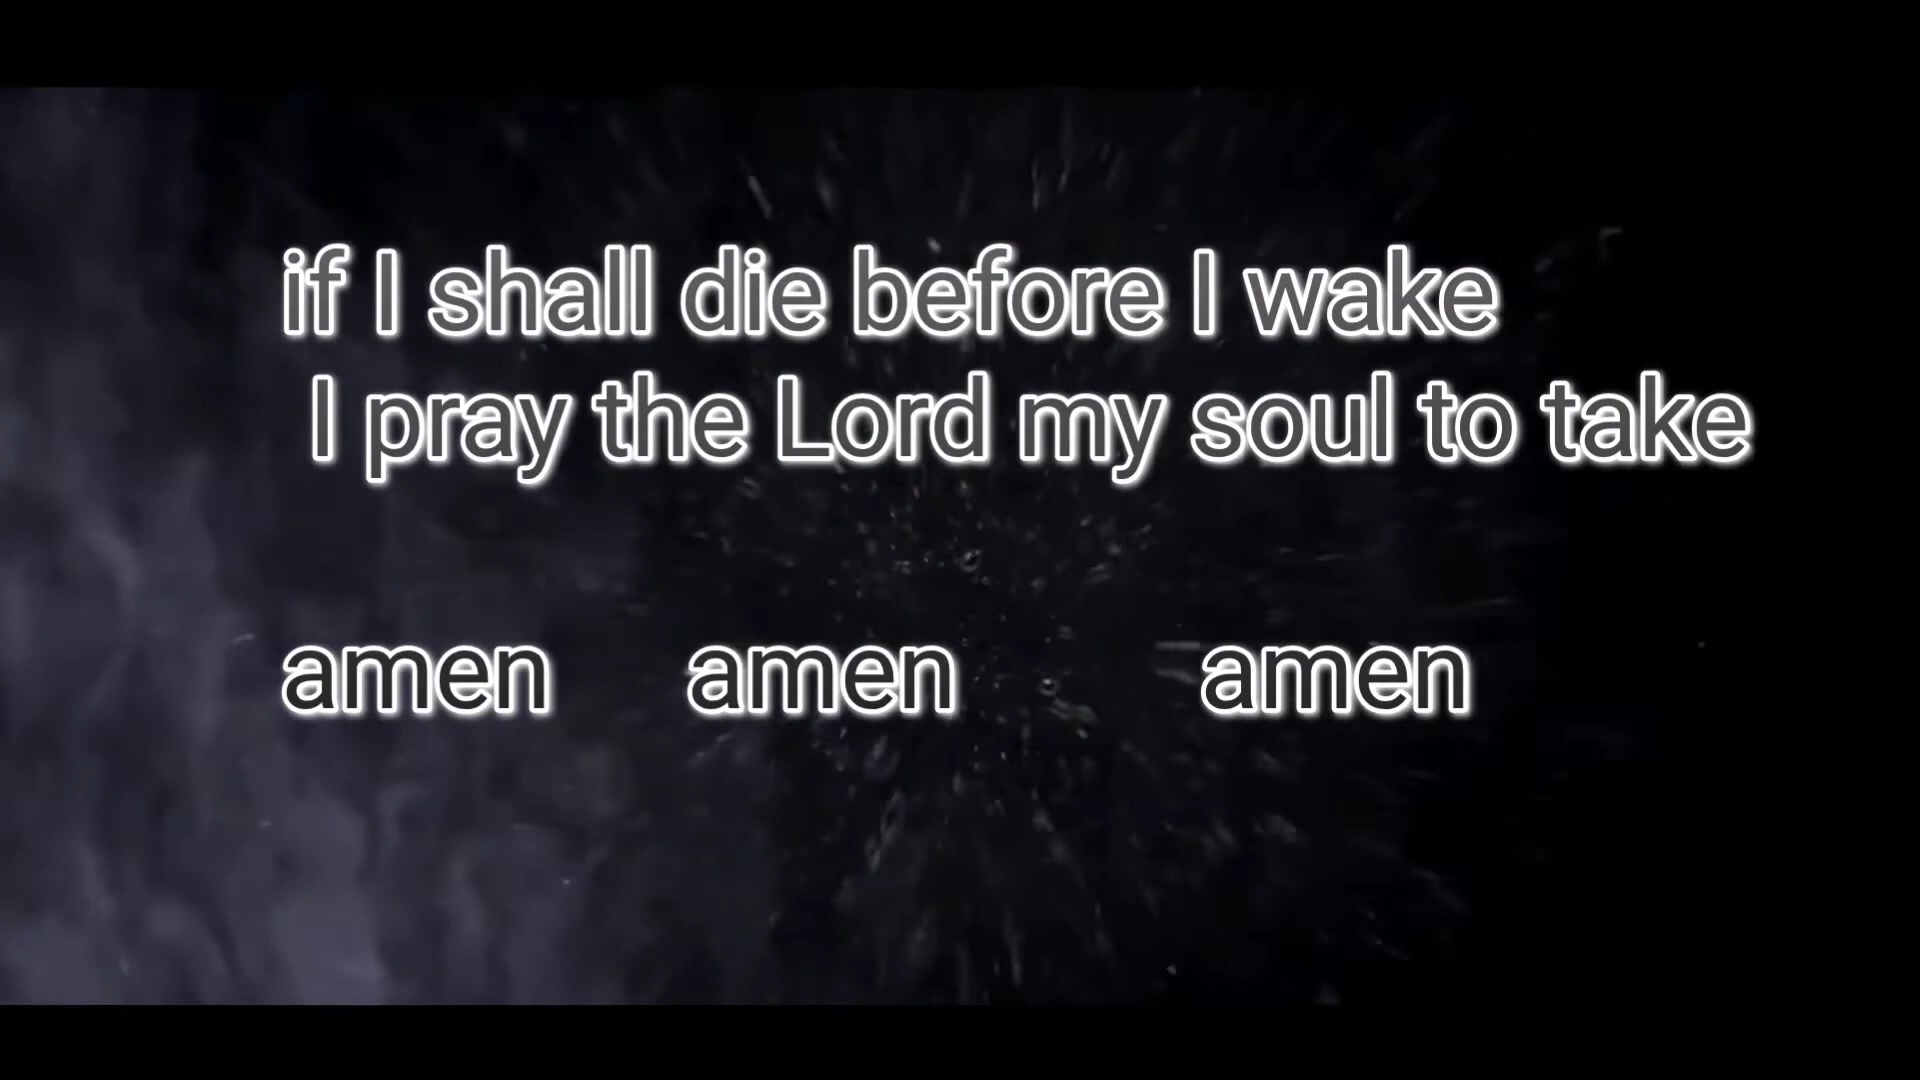 if I shall die before I wake
I pray the Lord my soul to take
amen amen amen